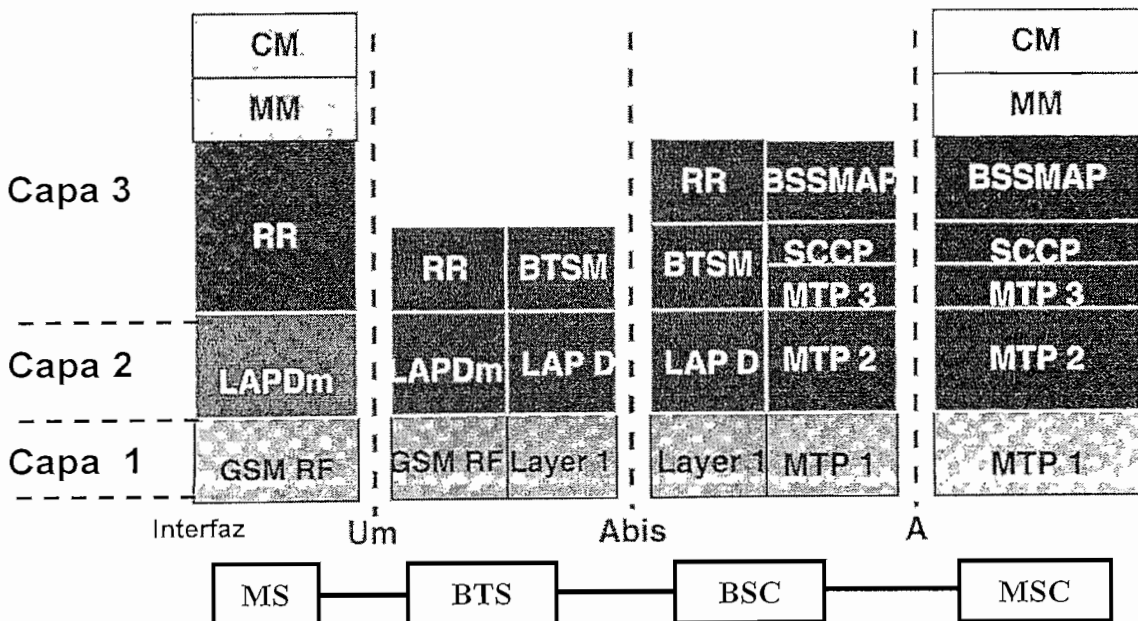 CM
CM
MM
MM
Capa 3
RR
RR
BSSMAP
BSSMAP
RR
BTSM
BTSM
SCCP
SCCP
MTP 3
MTP 3
Capa 2
LAPDm
LAPDm
LAP D
LAP D
MTP 2
MTP 2
Capa 1
GSM RF
GSM RF
Layer 1
Layer 1
MTP 1
MTP 1
Interfaz
Um
Abis
A
MS
BTS
BSC
MSC